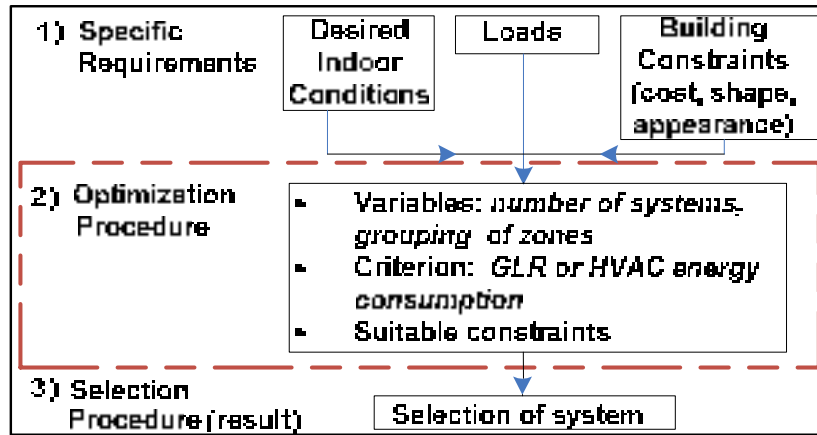 1) Specific
Requirements
Desired
Indoor
Conditions
Loads
Building
Constraints
(cost, shape,
appearance)
2) Optimization
Procedure
▪ Variables: number of systems,
grouping of zones
▪ Criterion: GLR or HVAC energy
consumption
▪ Suitable constraints
3) Selection
Procedure (result)
Selection of system